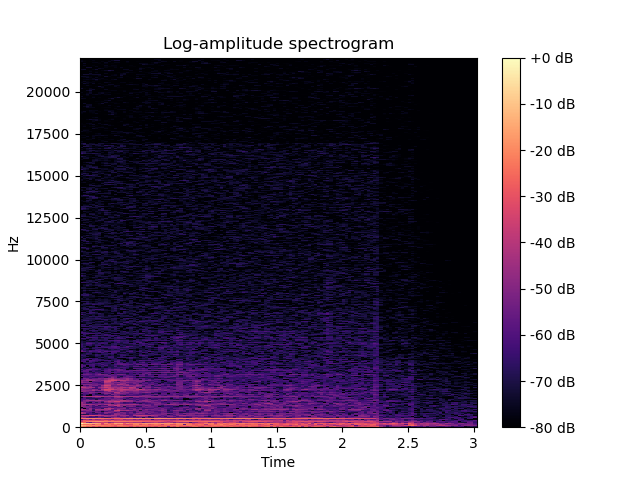 Log-amplitude spectrogram
+0 dB
-10 dB
-20 dB
-30 dB
-40 dB
-50 dB
-60 dB
-70 dB
-80 dB
20000
17500
15000
12500
10000
7500
5000
2500
0
Hz
0 0.5 1 1.5 2 2.5 3
Time